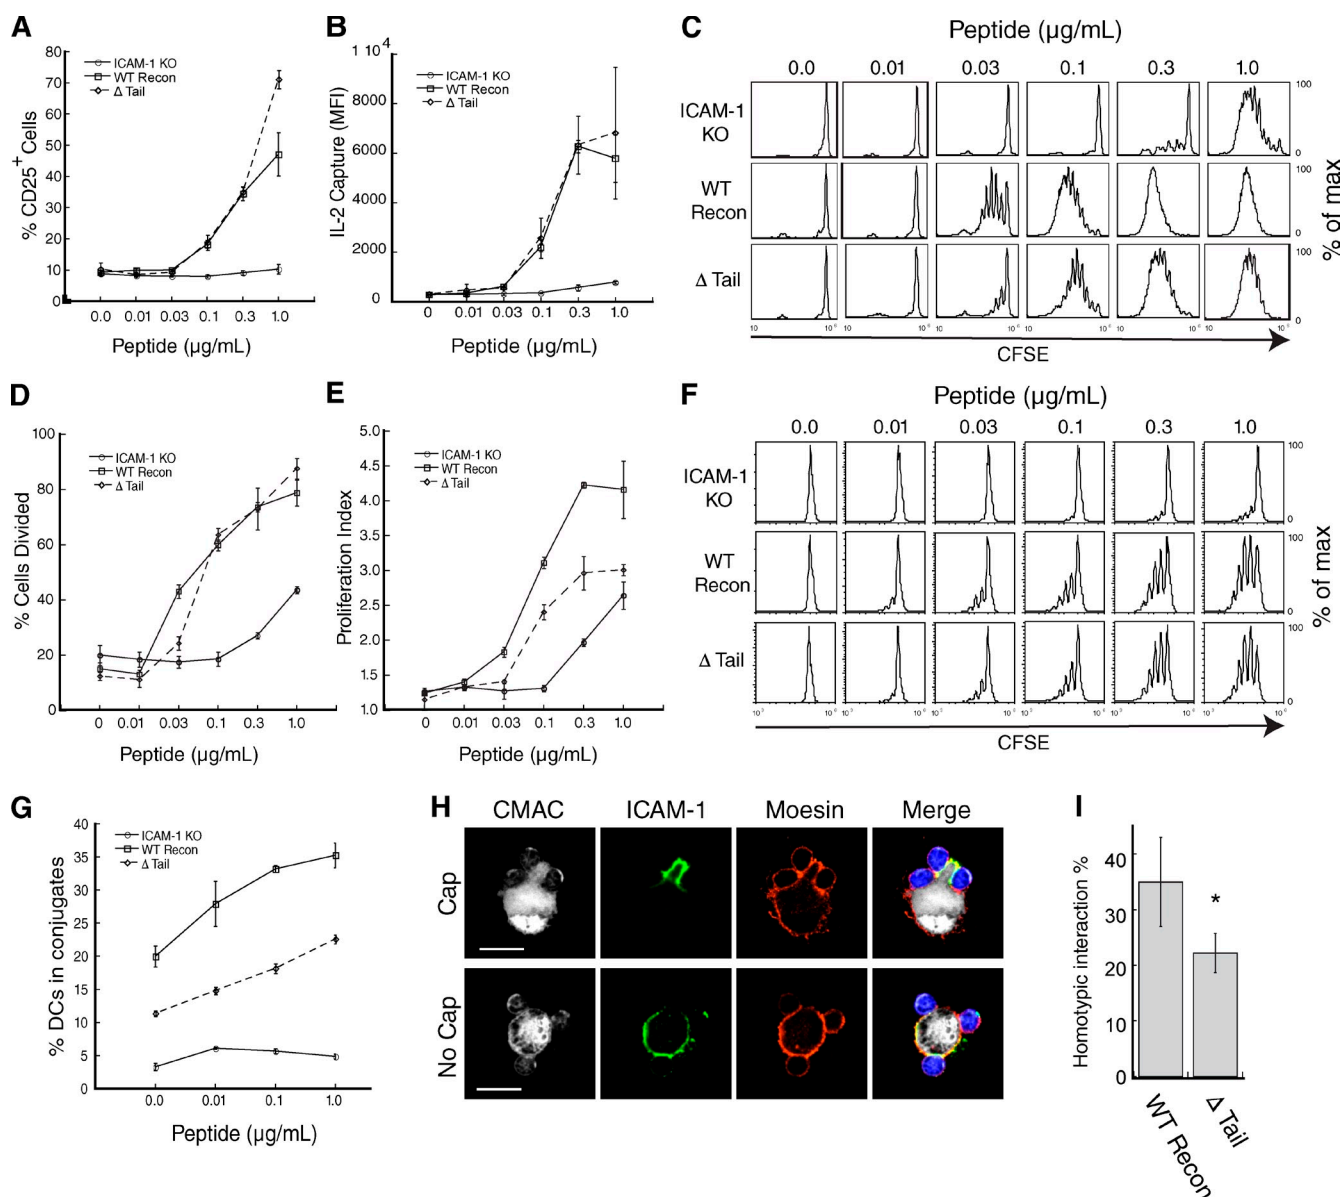 A
80
70
60
50
40
30
20
10
0
% CD25+ Cells
ICAM-1 KO
WT Recon
Δ Tail
0.0 0.01 0.03 0.1 0.3 1.0
Peptide (µg/mL)
B
1 10^4
8000
6000
4000
2000
0
IL-2 Capture (MFI)
ICAM-1 KO
WT Recon
Δ Tail
0 0.01 0.03 0.1 0.3 1.0
Peptide (µg/mL)
C
Peptide (µg/mL)
0.0 0.01 0.03 0.1 0.3 1.0
ICAM-1
KO
WT
Recon
Δ Tail
100
0
100
0
100
0
% of max
CFSE
D
100
80
60
40
20
0
% Cells Divided
ICAM-1 KO
WT Recon
Δ Tail
0 0.01 0.03 0.1 0.3 1.0
Peptide (µg/mL)
E
5.0
4.5
4.0
3.5
3.0
2.5
2.0
1.5
1.0
Proliferation Index
ICAM-1 KO
WT Recon
Δ Tail
0 0.01 0.03 0.1 0.3 1.0
Peptide (µg/mL)
F
Peptide (µg/mL)
0.0 0.01 0.03 0.1 0.3 1.0
ICAM-1
KO
WT
Recon
Δ Tail
100
0
100
0
100
0
% of max
CFSE
G
40
35
30
25
20
15
10
5
0
% DCs in conjugates
ICAM-1 KO
WT Recon
Δ Tail
0.0 0.01 0.1 1.0
Peptide (µg/mL)
H
CMAC ICAM-1 Moesin Merge
Cap
No Cap
I
40
30
20
10
0
Homotypic interaction %
*
WT Recon
Δ Tail